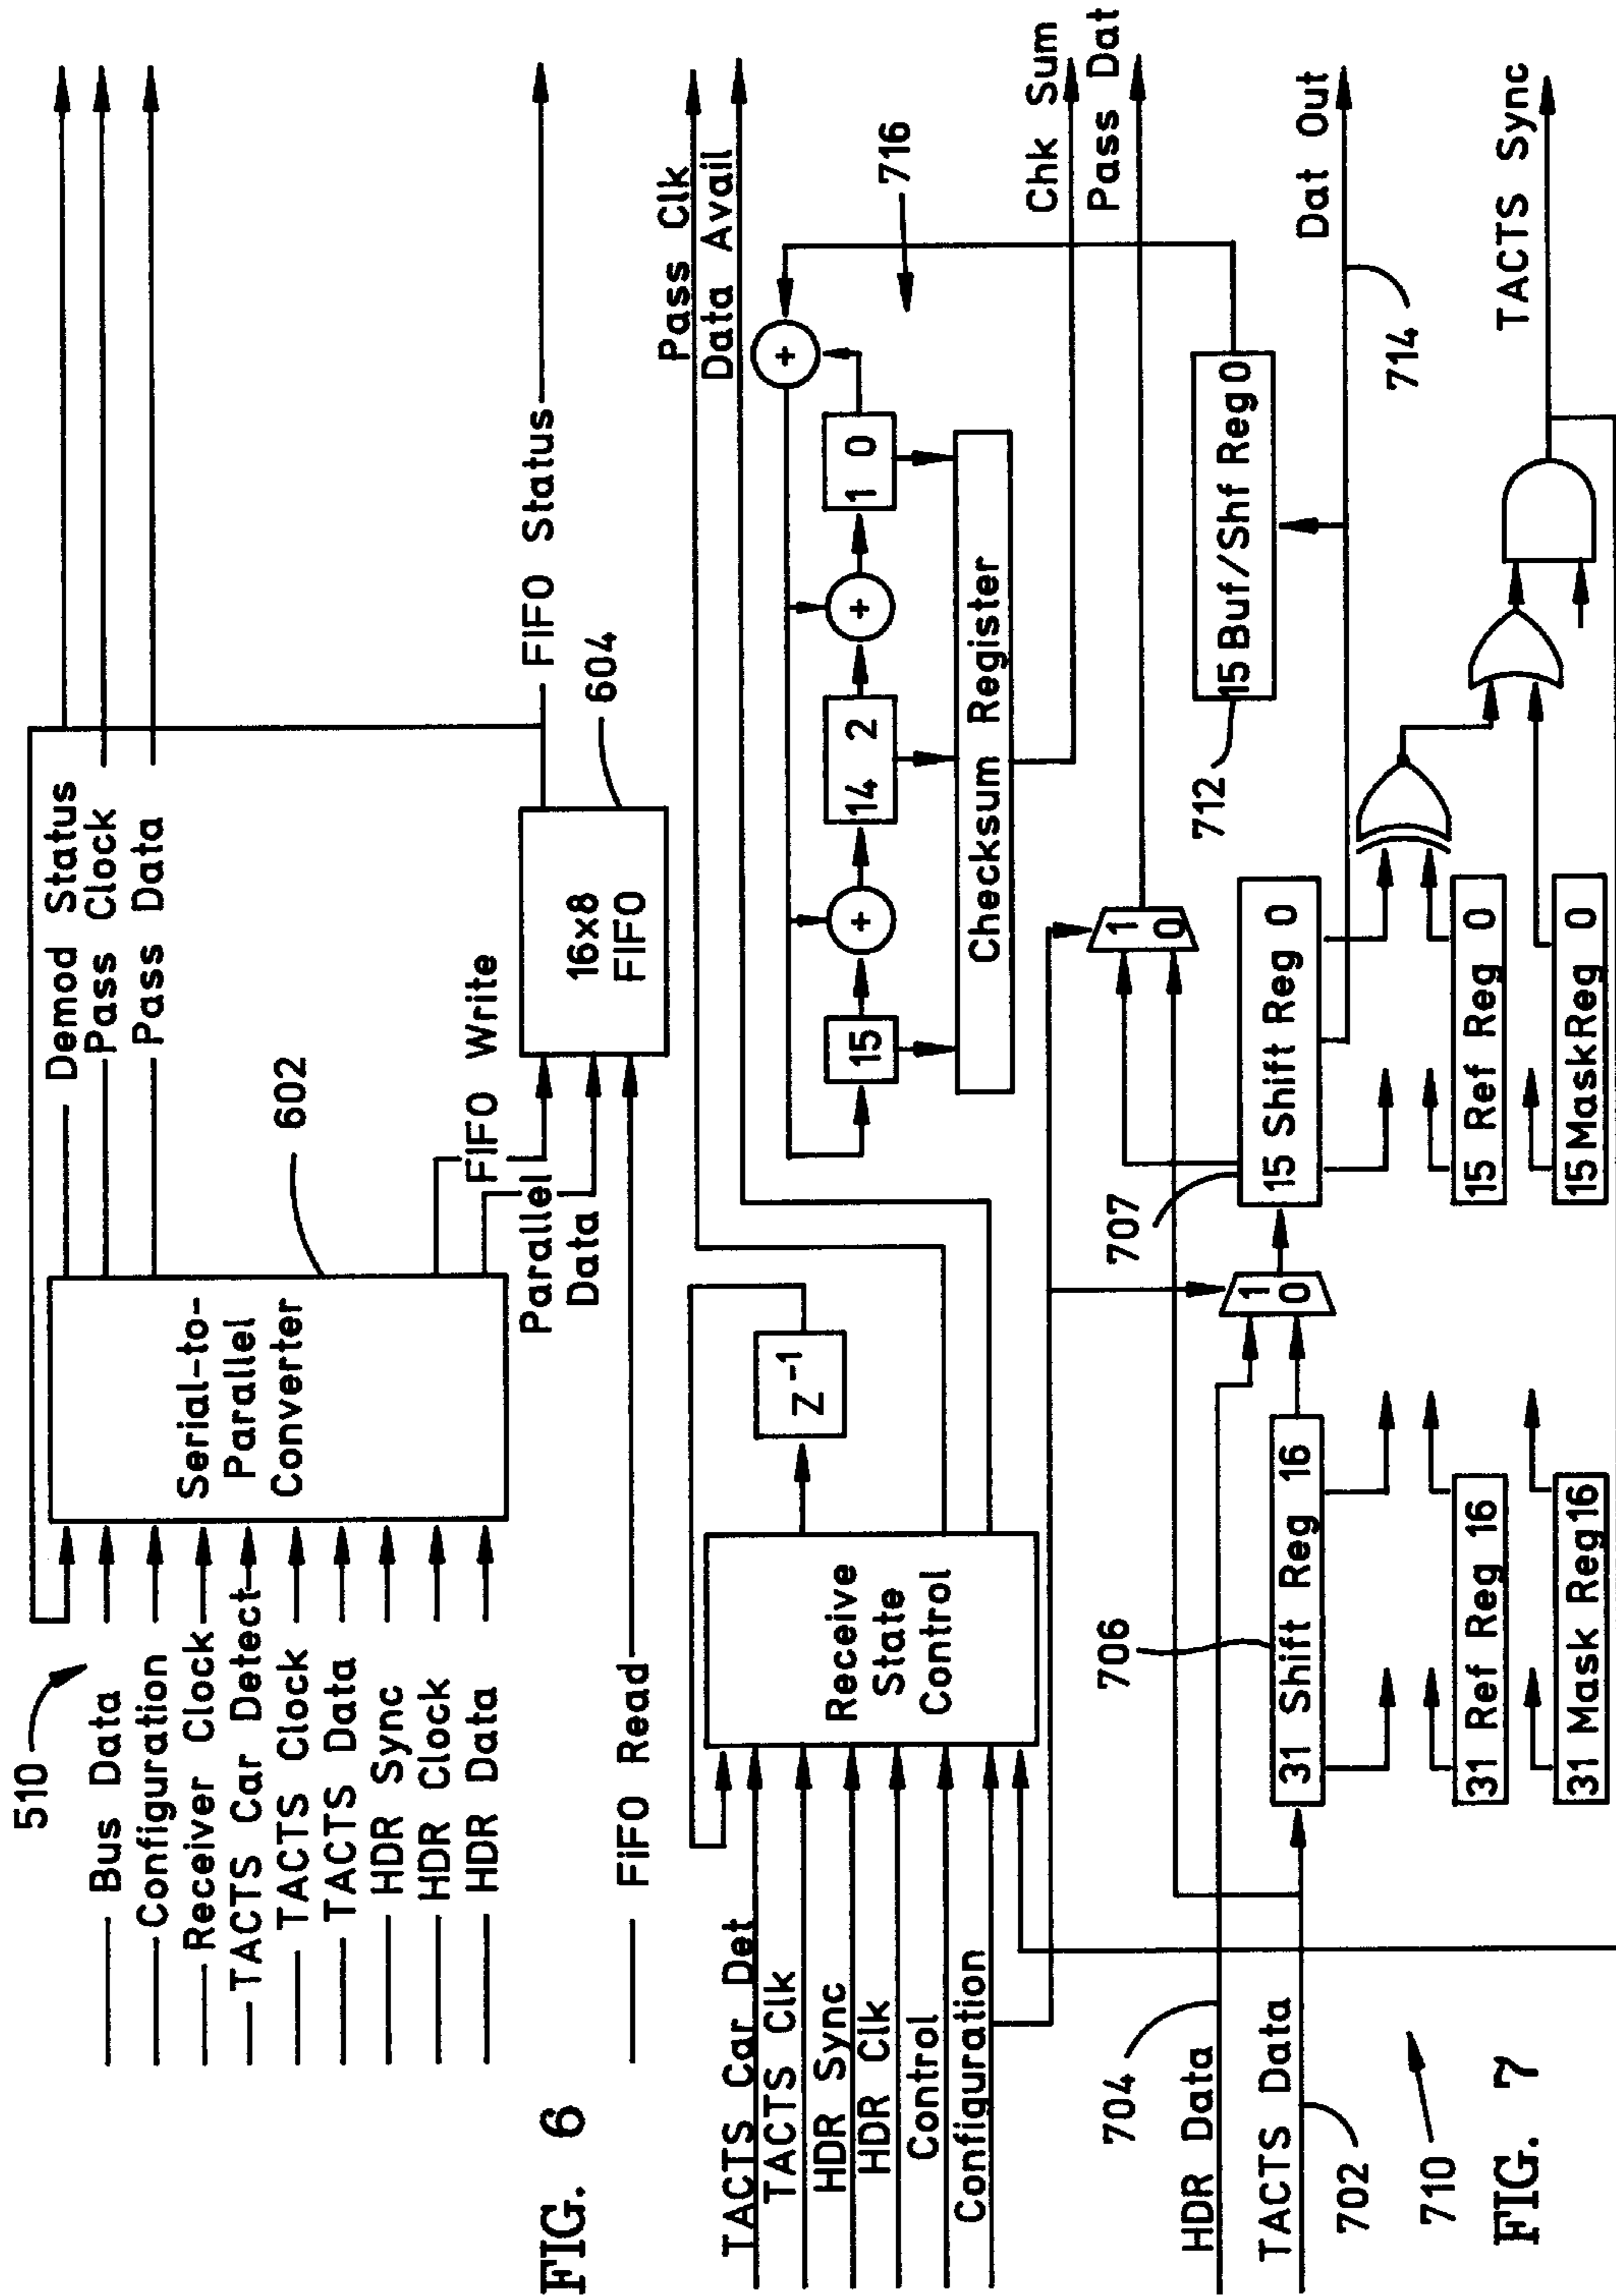 510
Bus Data
Configuration
Receiver Clock
TACTS Car Detect
TACTS Clock
TACTS Data
HDR Sync
HDR Clock
HDR Data
FiFO Read
Serial-to-
Parallel
Converter
602
Demod Status
Pass Clock
Pass Data
FIFO Write
Parallel
Data
16x8
FIFO
604
FIFO Status
FIG. 6
TACTS Car Det
TACTS Clk
HDR Sync
HDR Clk
Control
Configuration
Receive
State
Control
Z-1
Pass Clk
Data Avail
716
+
15
+
14 2
+
1 0
Checksum Register
Chk Sum
Pass Dat
1
0
712
15 Buf/Shf Reg 0
Dat Out
714
704
HDR Data
TACTS Data
702
706
31 Shift Reg 16
31 Ref Reg 16
31 Mask Reg16
1
0
707
15 Shift Reg 0
15 Ref Reg 0
15MaskReg 0
TACTS Sync
710
FIG. 7